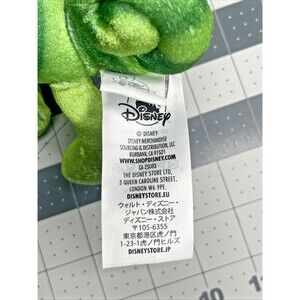 Disney
© DISNEY
DISNEY MERCHANDISE
SOURCING & DISTRIBUTION, LLC
BURBANK, CA 91521
WWW.SHOPDISNEY.COM
CA 25083
THE DISNEY STORE LTD,
3 QUEEN CAROLINE STREET,
LONDON W6 9PE.
DISNEYSTORE.EU
ウォルト・ディズニー・
ジャパン株式会社
ディズニー・ストア
〒105-6355
東京都港区虎ノ門
1-23-1虎ノ門ヒルズ
DISNEYSTORE.JP
10